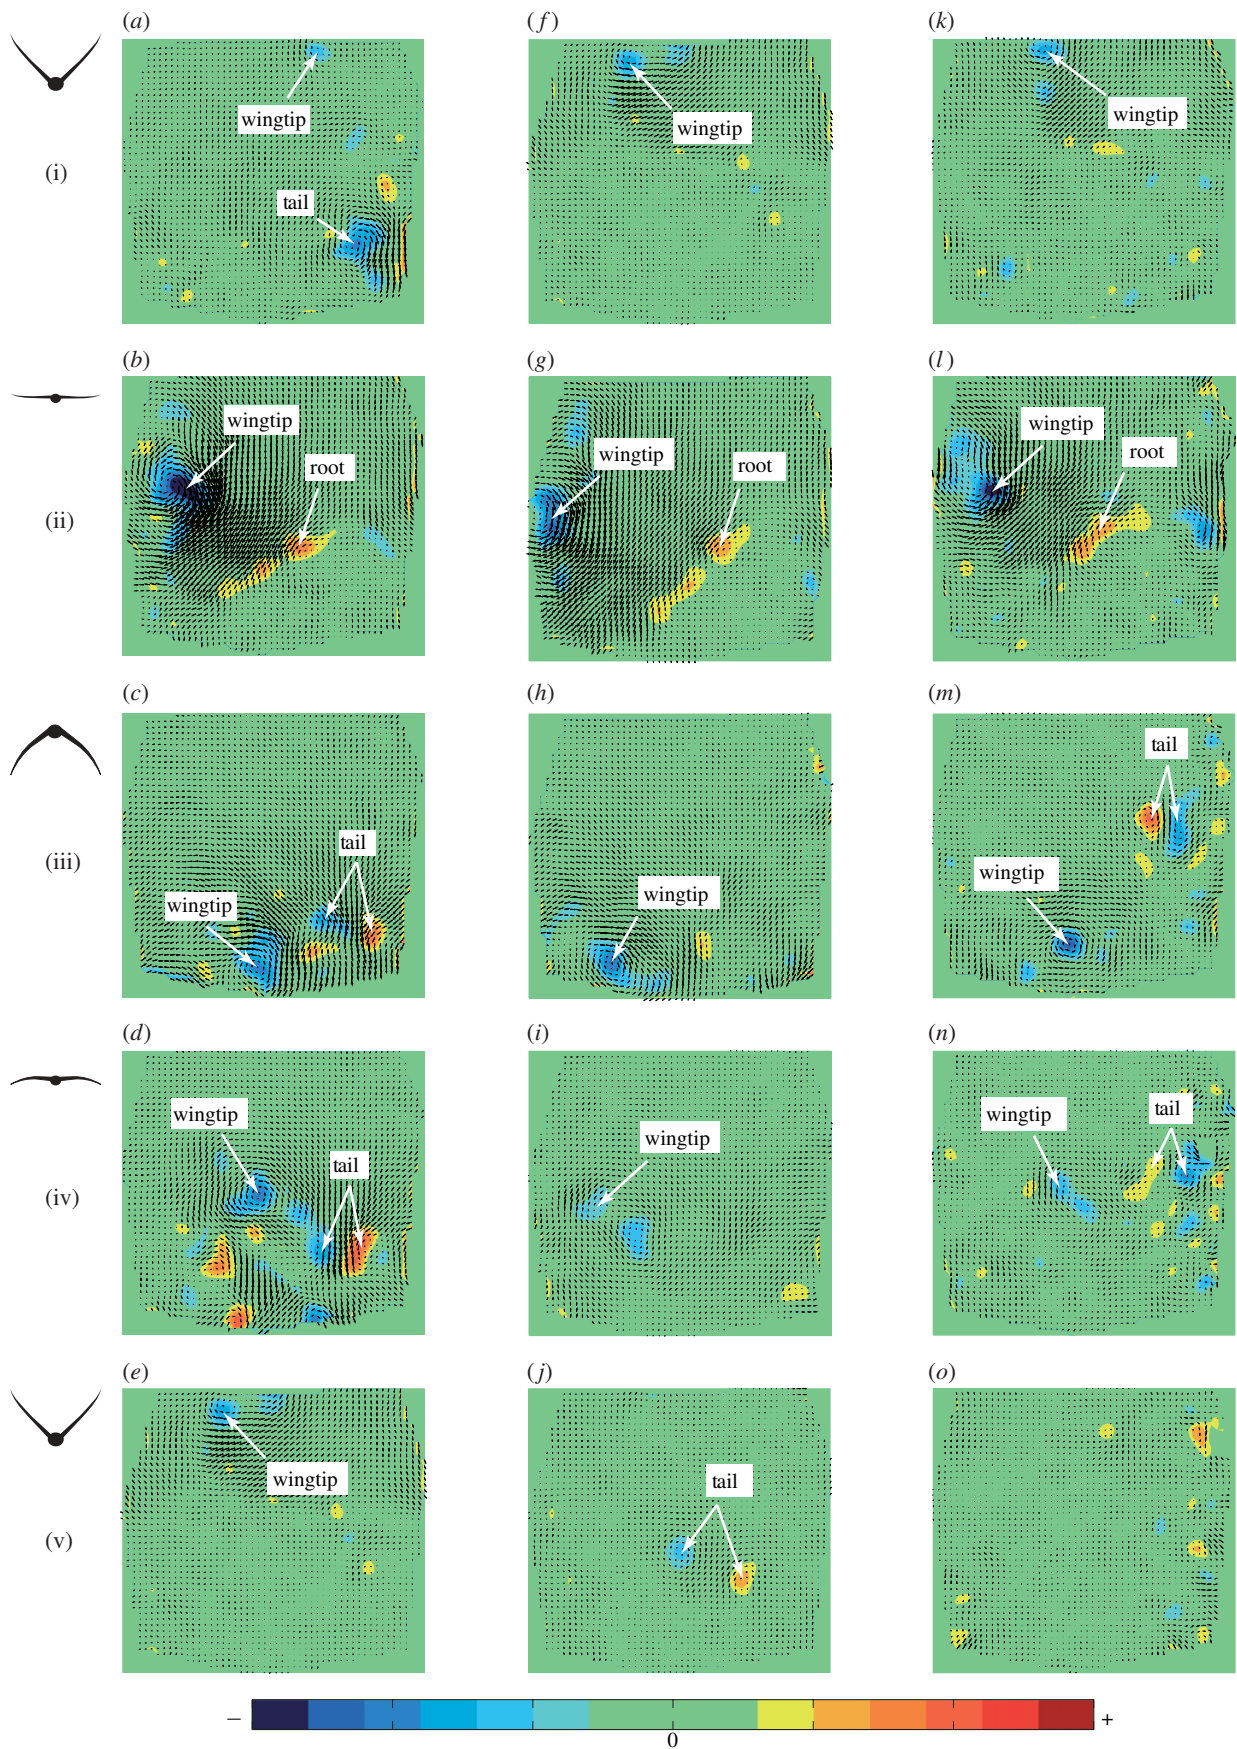 (a) (f) (k)
wingtip
wingtip
wingtip
(i)
tail
(b) (g) (l)
wingtip
wingtip
wingtip
root
root
root
(ii)
(c) (h) (m)
tail
tail
(iii)
wingtip
wingtip
wingtip
(d) (i) (n)
wingtip
wingtip
wingtip
tail
tail
(iv)
(e) (j) (o)
wingtip
tail
(v)
− 0 +